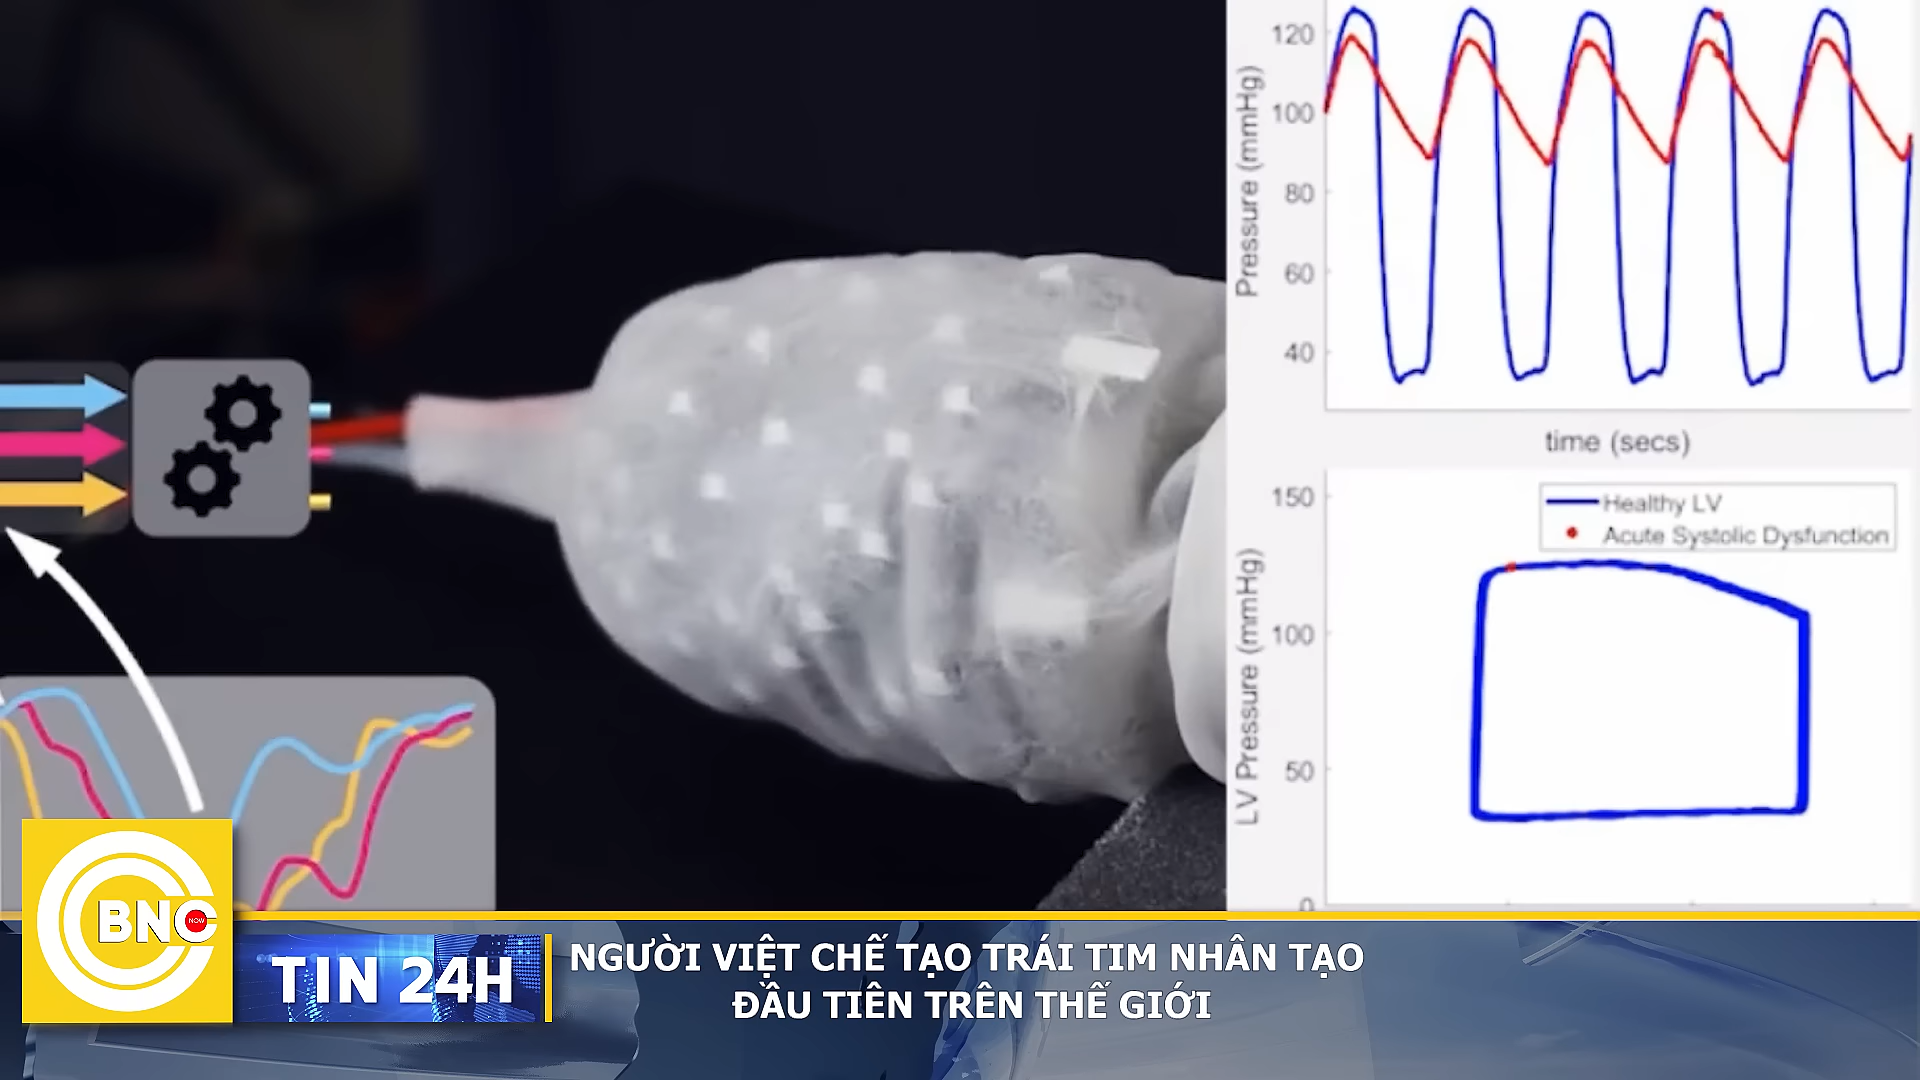 120
100
80
60
40
Pressure (mmHg)
time (secs)
150
100
50
0
LV Pressure (mmHg)
Healthy LV
Acute Systolic Dysfunction
BNC
NOW
TIN 24H
NGƯỜI VIỆT CHẾ TẠO TRÁI TIM NHÂN TẠO
ĐẦU TIÊN TRÊN THẾ GIỚI